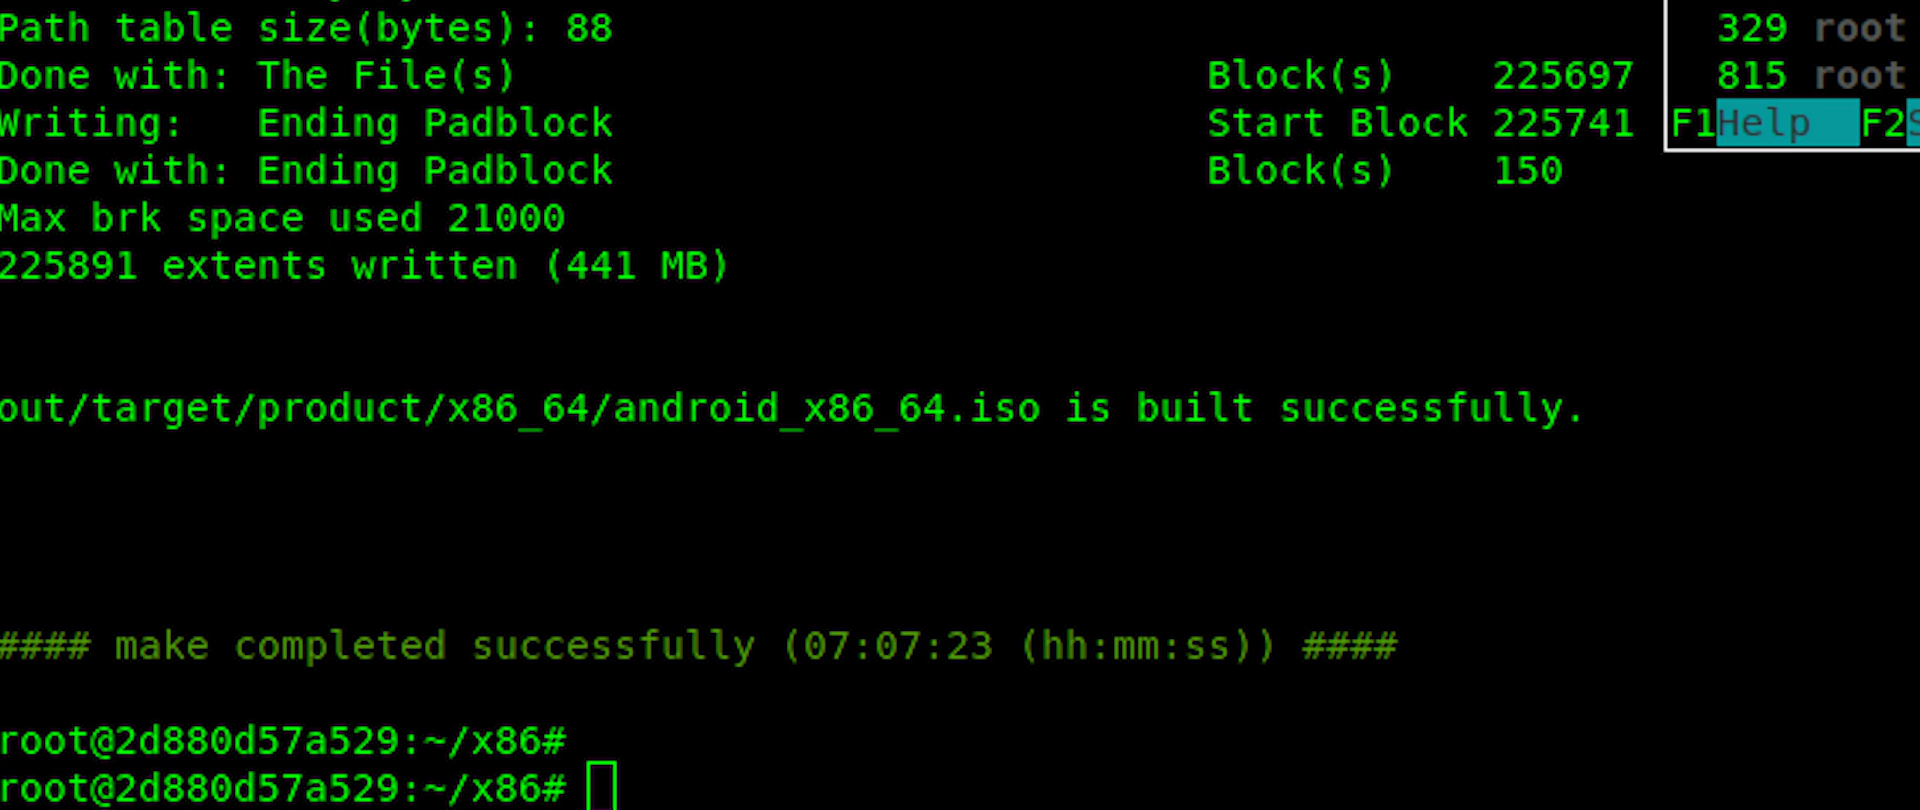 Path table size(bytes): 88
Done with: The File(s)                             Block(s)    225697
Writing:   Ending Padblock                         Start Block 225741
Done with: Ending Padblock                         Block(s)    150
Max brk space used 21000
225891 extents written (441 MB)
out/target/product/x86_64/android_x86_64.iso is built successfully.
#### make completed successfully (07:07:23 (hh:mm:ss)) ####
root@2d880d57a529:~/x86#
root@2d880d57a529:~/x86#
329 root
815 root
F1Help  F2S